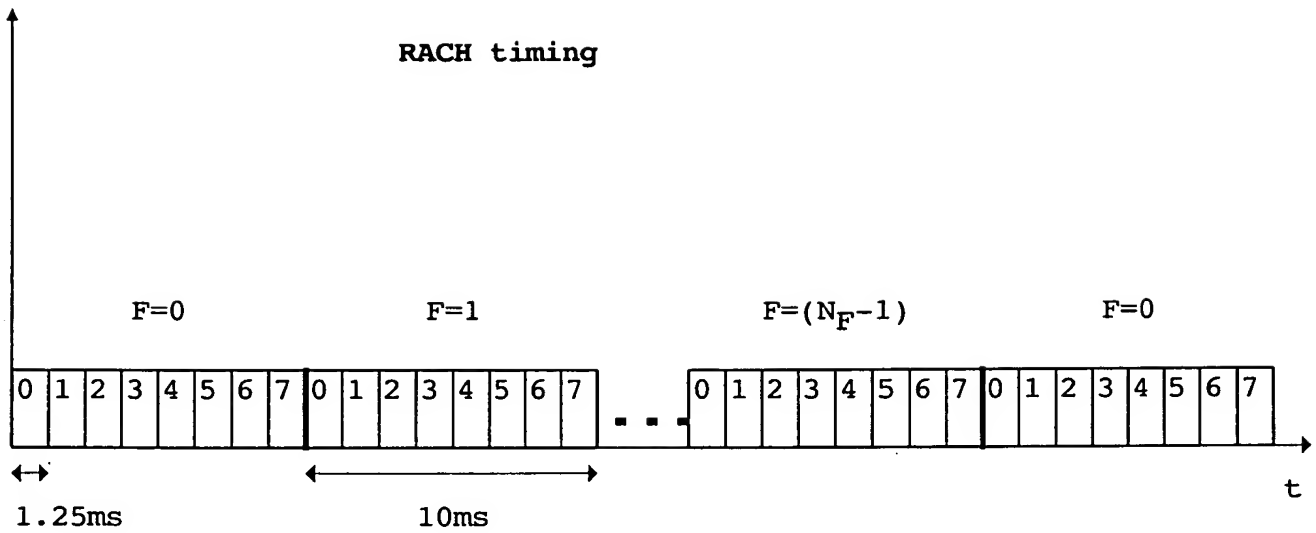 RACH timing
F=0 F=1 F=(N_F-1) F=0
0 1 2 3 4 5 6 7 0 1 2 3 4 5 6 7 0 1 2 3 4 5 6 7 0 1 2 3 4 5 6 7
t
1.25ms 10ms